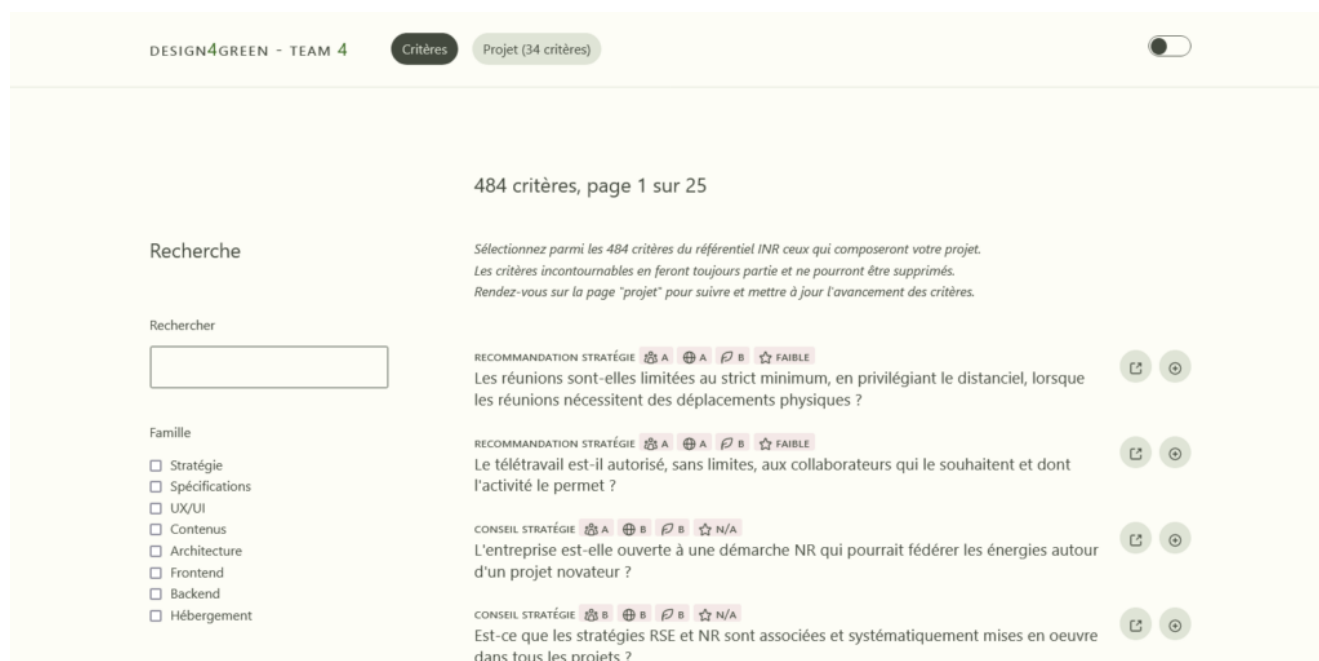 DESIGN4GREEN - TEAM 4
Critères
Projet (34 critères)
484 critères, page 1 sur 25
Recherche
Sélectionnez parmi les 484 critères du référentiel INR ceux qui composeront votre projet.
Les critères incontournables en feront toujours partie et ne pourront être supprimés.
Rendez-vous sur la page "projet" pour suivre et mettre à jour l'avancement des critères.
Rechercher
Famille
Stratégie
Spécifications
UX/UI
Contenus
Architecture
Frontend
Backend
Hébergement
RECOMMANDATION STRATÉGIE A A B FAIBLE
Les réunions sont-elles limitées au strict minimum, en privilégiant le distanciel, lorsque
les réunions nécessitent des déplacements physiques ?
RECOMMANDATION STRATÉGIE A A B FAIBLE
Le télétravail est-il autorisé, sans limites, aux collaborateurs qui le souhaitent et dont
l'activité le permet ?
CONSEIL STRATÉGIE A B B N/A
L'entreprise est-elle ouverte à une démarche NR qui pourrait fédérer les énergies autour
d'un projet novateur ?
CONSEIL STRATÉGIE B B B N/A
Est-ce que les stratégies RSE et NR sont associées et systématiquement mises en oeuvre
dans tous les projets ?